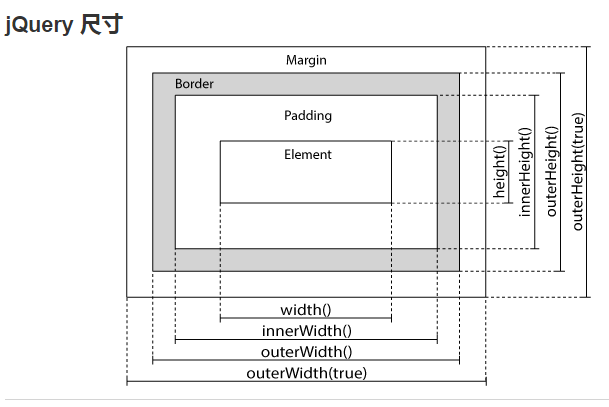 jQuery 尺寸
Margin
Border
Padding
Element
height()
innerHeight()
outerHeight()
outerHeight(true)
width()
innerWidth()
outerWidth()
outerWidth(true)